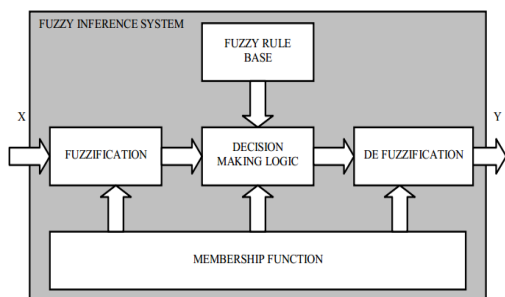 FUZZY INFERENCE SYSTEM
FUZZY RULE
BASE
X
Y
FUZZIFICATION
DECISION
MAKING LOGIC
DE FUZZIFICATION
MEMBERSHIP FUNCTION